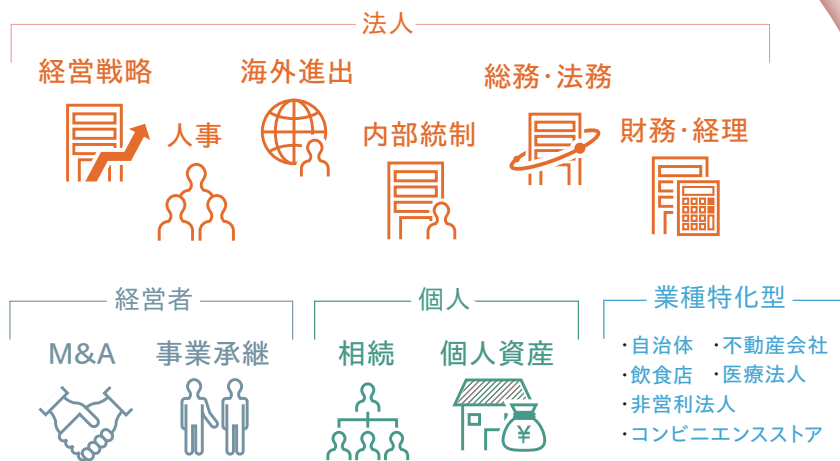 法人
経営戦略
人事
海外進出
内部統制
総務・法務
財務・経理
経営者
M&A
事業承継
個人
相続
個人資産
¥
業種特化型
・自治体 ・不動産会社
・飲食店 ・医療法人
・非営利法人
・コンビニエンスストア